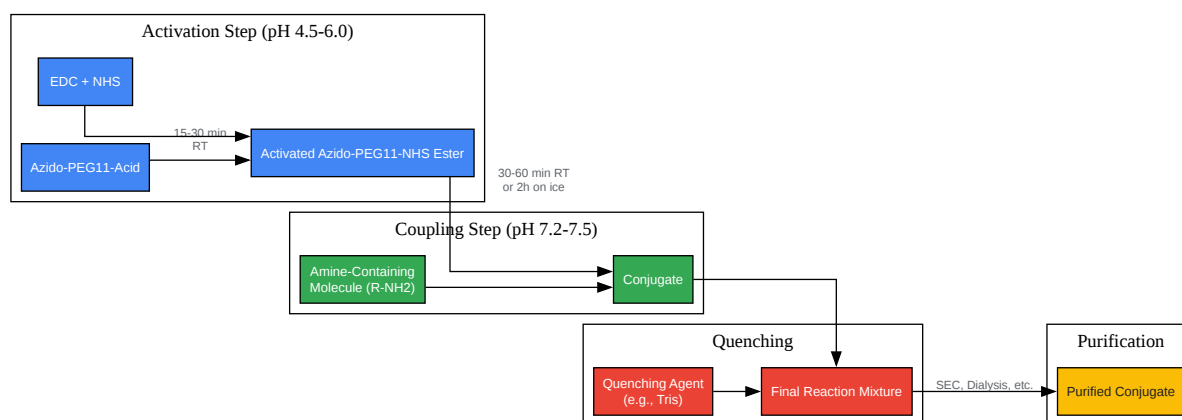 Activation Step (pH 4.5-6.0)
EDC + NHS
15-30 min
RT
Azido-PEG11-Acid
Activated Azido-PEG11-NHS Ester
30-60 min RT
or 2h on ice
Coupling Step (pH 7.2-7.5)
Amine-Containing
Molecule (R-NH2)
Conjugate
Quenching
Quenching Agent
(e.g., Tris)
Final Reaction Mixture
SEC, Dialysis, etc.
Purification
Purified Conjugate